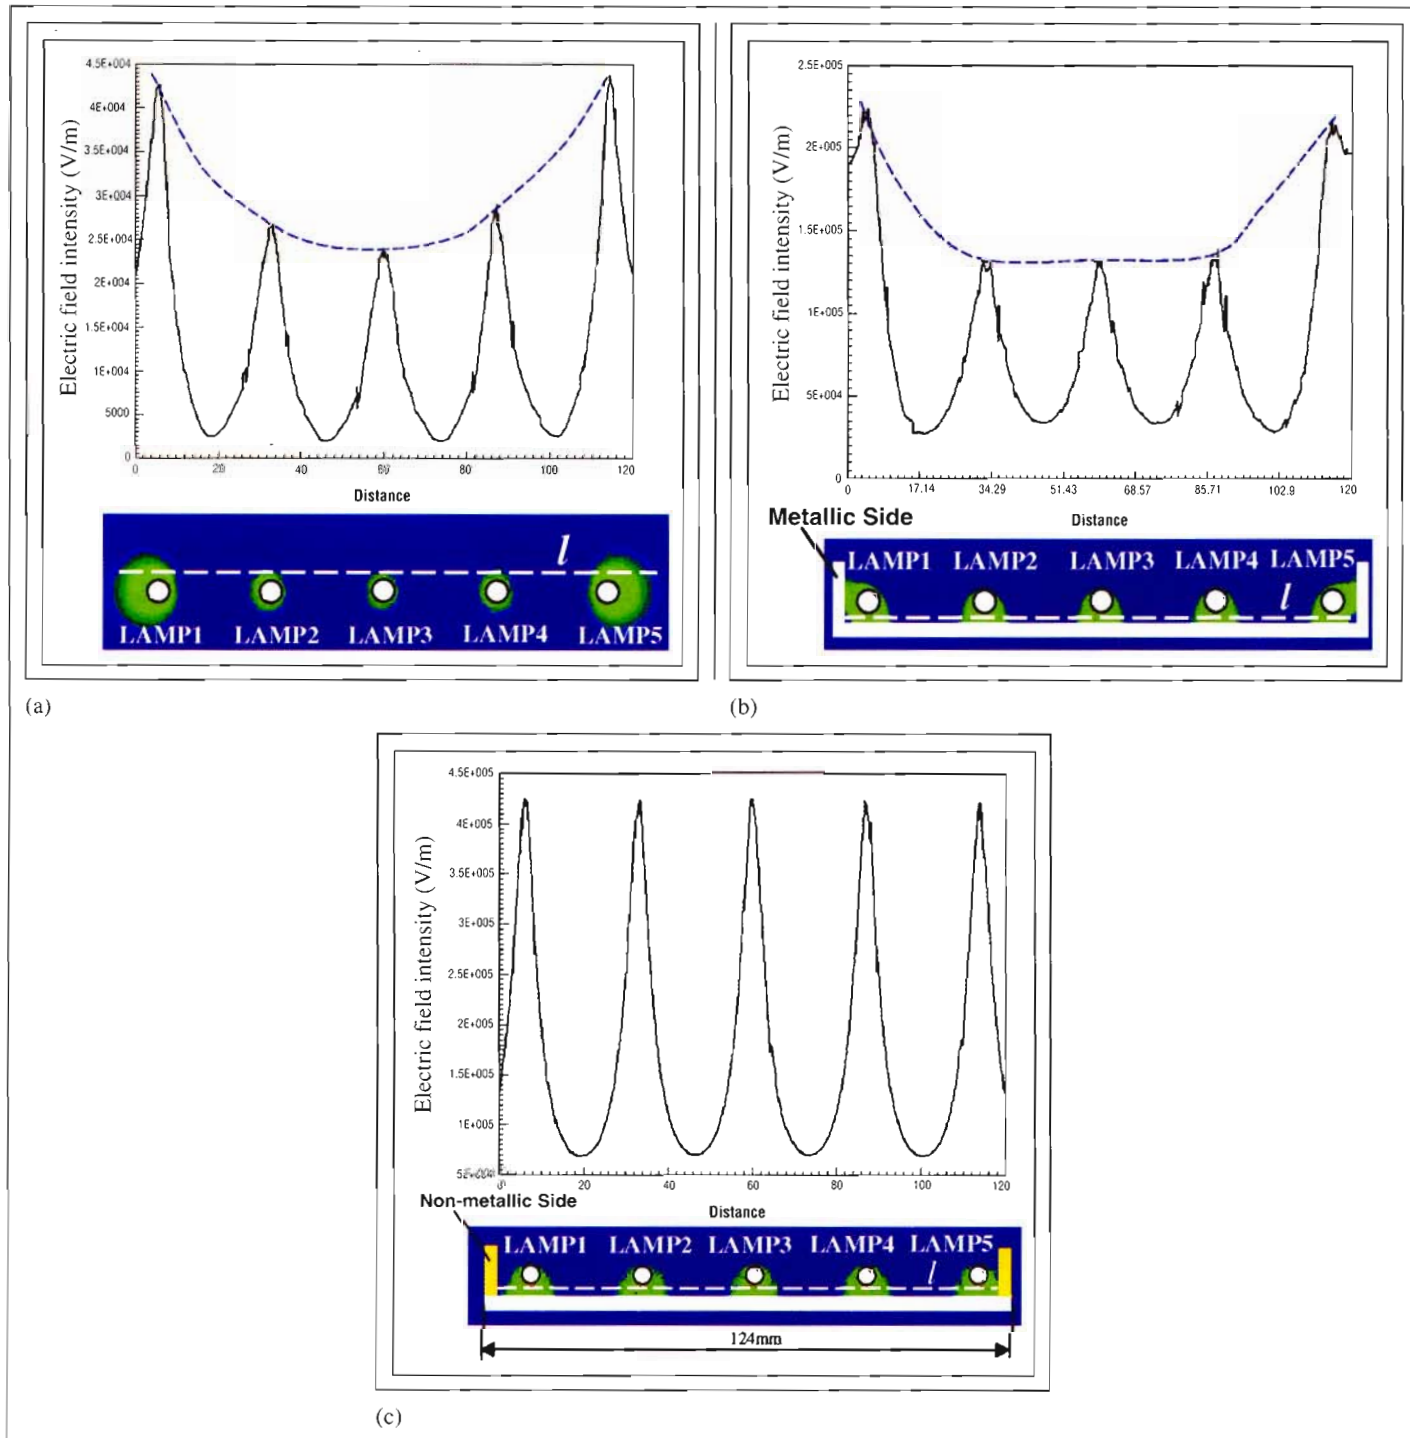 4.5E+004
4E+004
3.5E+004
3E+004
2.5E+004
2E+004
1.5E+004
1E+004
5000
0
Electric field intensity (V/m)
0 20 40 60 80 100 120
Distance
l
LAMP1 LAMP2 LAMP3 LAMP4 LAMP5
(a)
2.5E+005
2E+005
1.5E+005
1E+005
5E+004
0
Electric field intensity (V/m)
0 17.14 34.29 51.43 68.57 85.71 102.9 120
Distance
Metallic Side
LAMP1 LAMP2 LAMP3 LAMP4 LAMP5
l
(b)
4.5E+005
4E+005
3.5E+005
3E+005
2.5E+005
2E+005
1.5E+005
1E+005
5E+004
Electric field intensity (V/m)
0 20 40 60 80 100 120
Distance
Non-metallic Side
LAMP1 LAMP2 LAMP3 LAMP4 LAMP5
l
124mm
(c)